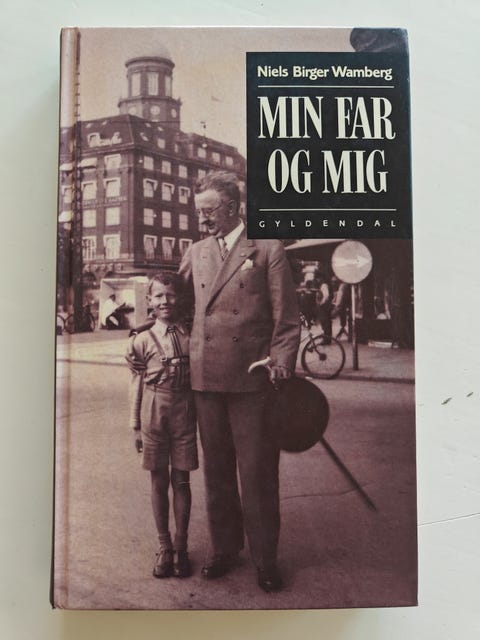 Niels Birger Wamberg
MIN FAR
OG MIG
GYLDENDAL